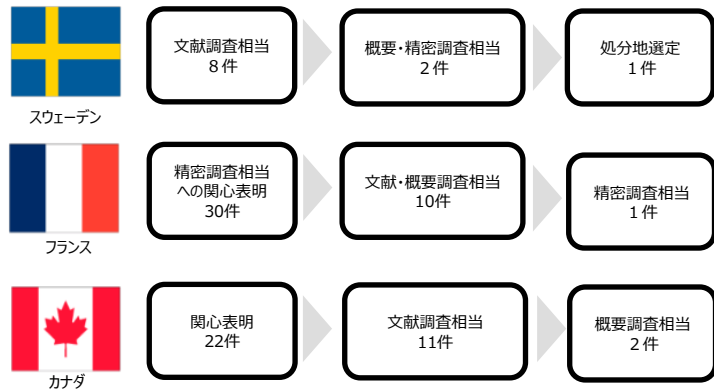 スウェーデン
文献調査相当
8件
概要・精密調査相当
2件
処分地選定
1件
フランス
精密調査相当
への関心表明
30件
文献・概要調査相当
10件
精密調査相当
1件
カナダ
関心表明
22件
文献調査相当
11件
概要調査相当
2件